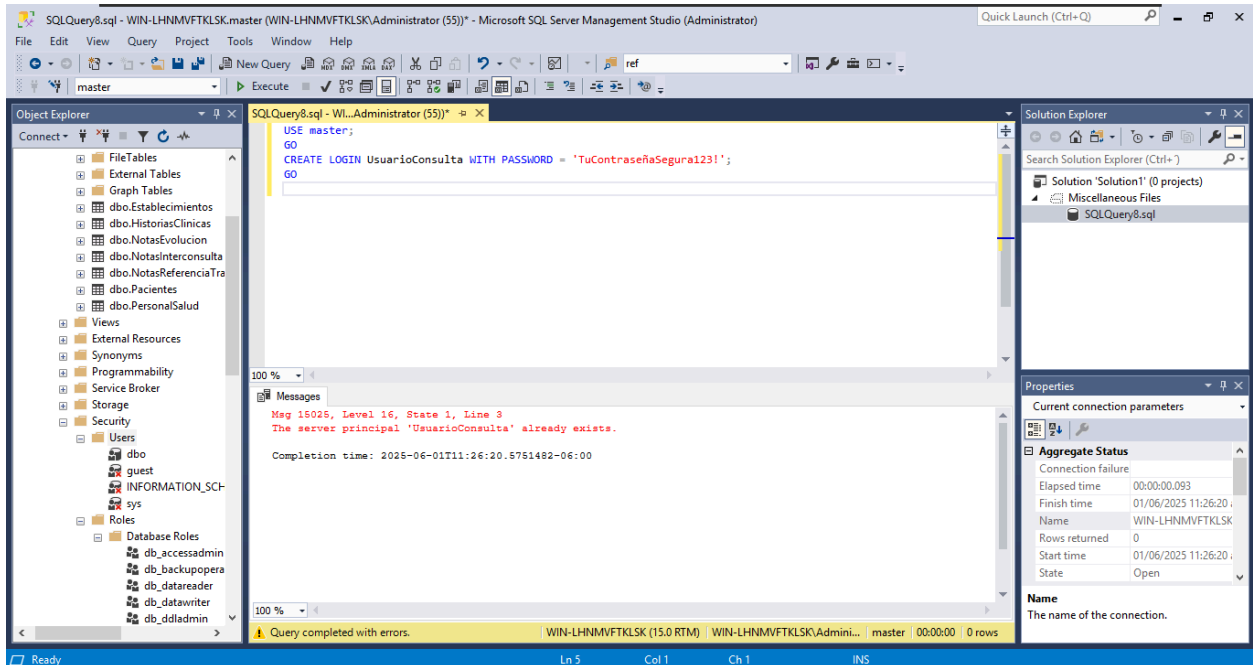 SQLQuery8.sql - WIN-LHNMVFTKLSK.master (WIN-LHNMVFTKLSK\Administrator (55))* - Microsoft SQL Server Management Studio (Administrator)
Quick Launch (Ctrl+Q)
File Edit View Query Project Tools Window Help
New Query MDX DMX XMLA DAX ref
master Execute
Object Explorer
Connect
FileTables
External Tables
Graph Tables
dbo.Establecimientos
dbo.HistoriasClinicas
dbo.NotasEvolucion
dbo.NotasInterconsulta
dbo.NotasReferenciaTra
dbo.Pacientes
dbo.PersonalSalud
Views
External Resources
Synonyms
Programmability
Service Broker
Storage
Security
Users
dbo
guest
INFORMATION_SCH
sys
Roles
Database Roles
db_accessadmin
db_backupopera
db_datareader
db_datawriter
db_ddladmin
SQLQuery8.sql - WI...Administrator (55))*
USE master;
GO
CREATE LOGIN UsuarioConsulta WITH PASSWORD = 'TuContraseñaSegura123!';
GO
100 %
Messages
Msg 15025, Level 16, State 1, Line 3
The server principal 'UsuarioConsulta' already exists.
Completion time: 2025-06-01T11:26:20.5751482-06:00
100 %
Query completed with errors.
WIN-LHNMVFTKLSK (15.0 RTM) WIN-LHNMVFTKLSK\Admini... master 00:00:00 0 rows
Solution Explorer
Search Solution Explorer (Ctrl+´)
Solution 'Solution1' (0 projects)
Miscellaneous Files
SQLQuery8.sql
Properties
Current connection parameters
Aggregate Status
Connection failure
Elapsed time 00:00:00.093
Finish time 01/06/2025 11:26:20
Name WIN-LHNMVFTKLSK
Rows returned 0
Start time 01/06/2025 11:26:20
State Open
Name
The name of the connection.
Ready Ln 5 Col 1 Ch 1 INS